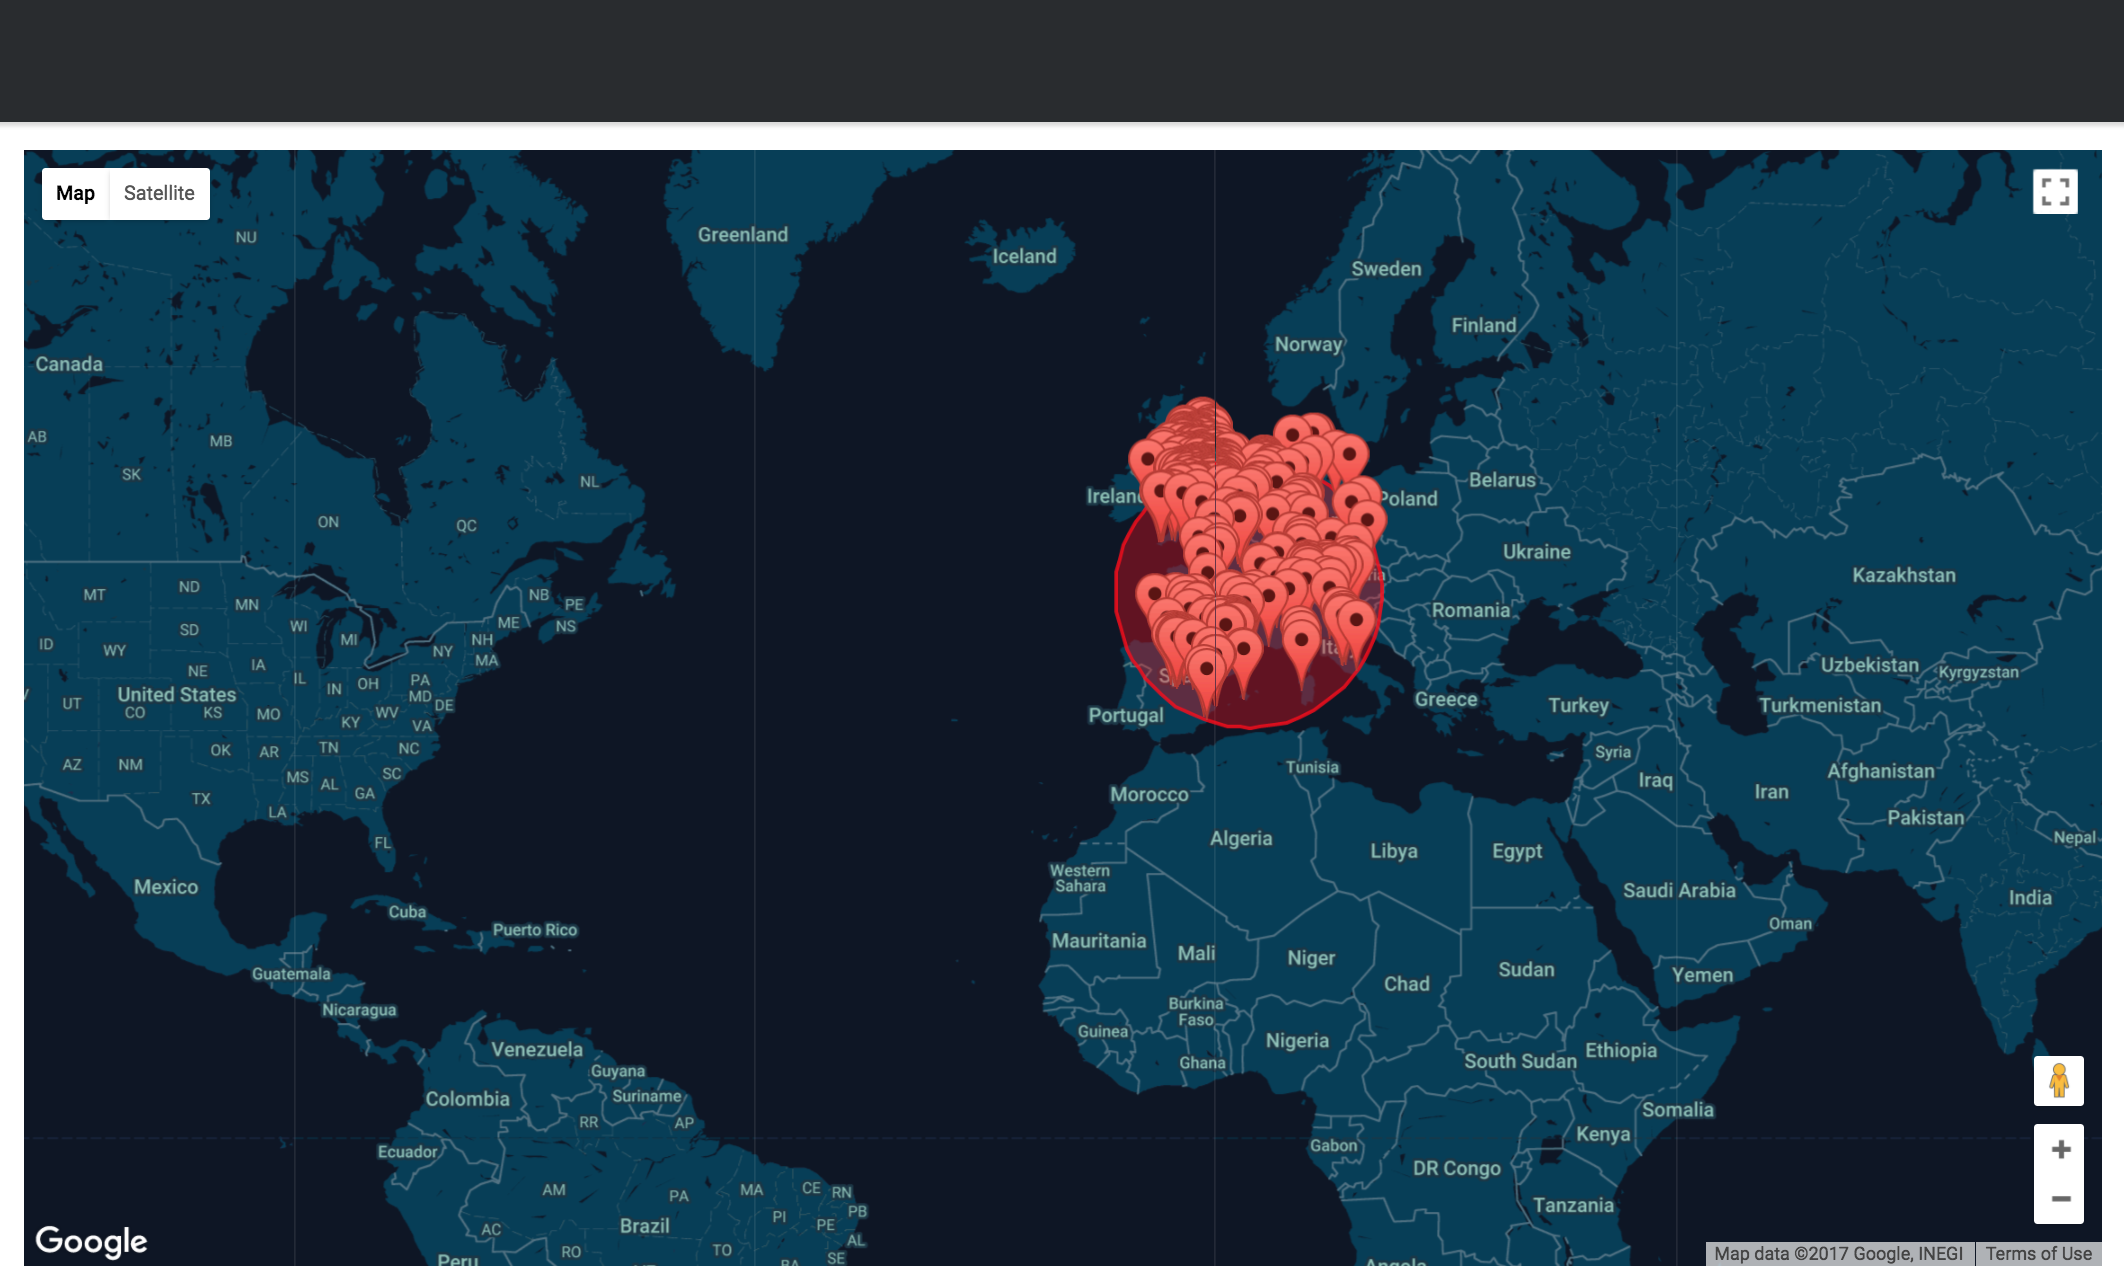 Map Satellite
NU
Greenland
Iceland
Sweden
Finland
Norway
Canada
AB
MB
SK
NL
Ireland
Poland
Belarus
ON
QC
Ukraine
Kazakhstan
MT
ND
MN
NB
PE
ME
NS
Romania
ID
WY
SD
WI
MI
NY
NH
MA
Uzbekistan
Kyrgyzstan
UT
NE
IA
IL
IN
OH
PA
MD
DE
United States
CO
KS
MO
KY
WV
VA
Portugal
Greece
Turkey
Turkmenistan
AZ
NM
OK
AR
TN
NC
SC
Syria
Tunisia
Iraq
Afghanistan
TX
MS
AL
GA
LA
Morocco
Iran
Pakistan
FL
Algeria
Libya
Egypt
Nepal
Mexico
Western
Sahara
Saudi Arabia
India
Cuba
Puerto Rico
Oman
Mauritania
Mali
Niger
Sudan
Yemen
Guatemala
Chad
Nicaragua
Burkina
Faso
Guinea
Nigeria
Ethiopia
Venezuela
Ghana
South Sudan
Guyana
Suriname
Colombia
Somalia
RR
AP
Kenya
Ecuador
Gabon
DR Congo
AM
PA
MA
CE
RN
PB
Tanzania
AC
Brazil
PI
PE
AL
RO
TO
SE
BA
Peru
Angola
Google
Map data ©2017 Google, INEGI Terms of Use